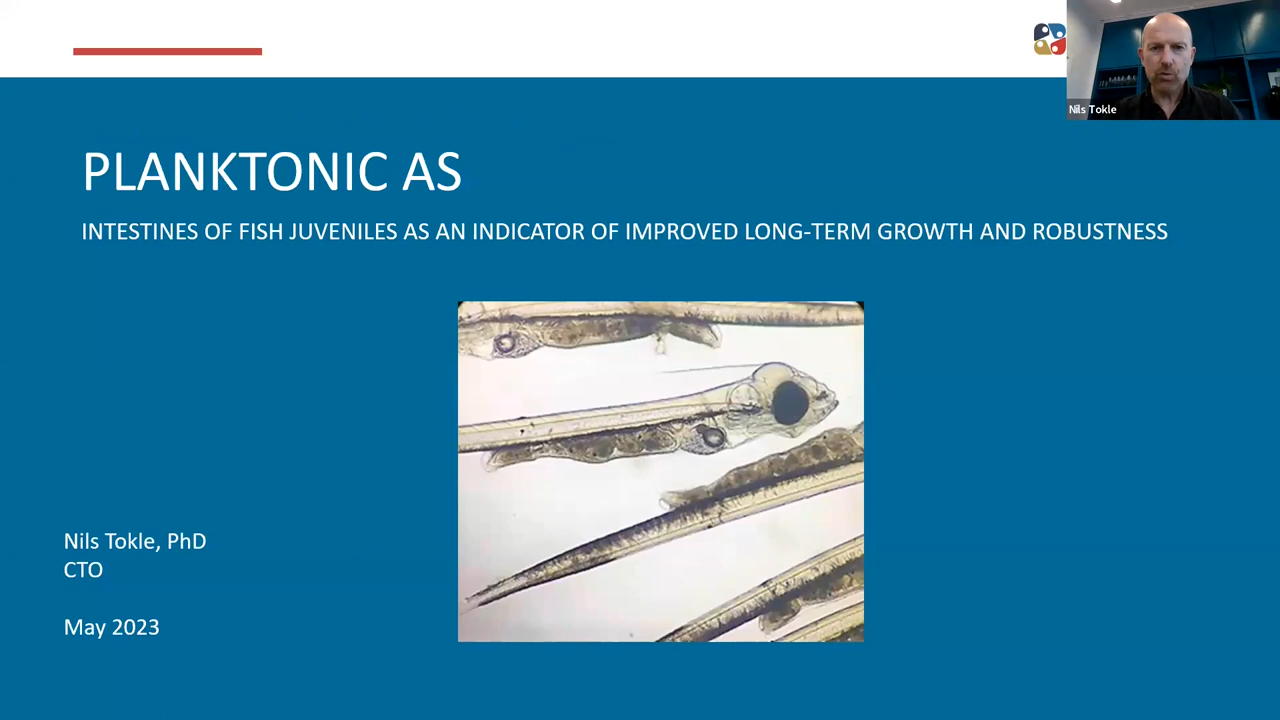 Nils Tokle
PLANKTONIC AS
INTESTINES OF FISH JUVENILES AS AN INDICATOR OF IMPROVED LONG-TERM GROWTH AND ROBUSTNESS
Nils Tokle, PhD
CTO
May 2023